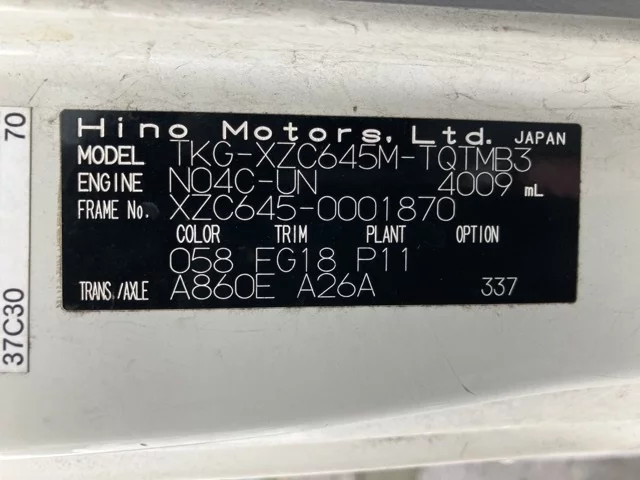 Hino Motors, Ltd. JAPAN
MODEL TKG-XZC645M-TQTMB3
ENGINE N04C-UN 4009 mL
FRAME No. XZC645-0001870
COLOR TRIM PLANT OPTION
058 FG18 P11
TRANS./AXLE A860E A26A 337
37C30 70